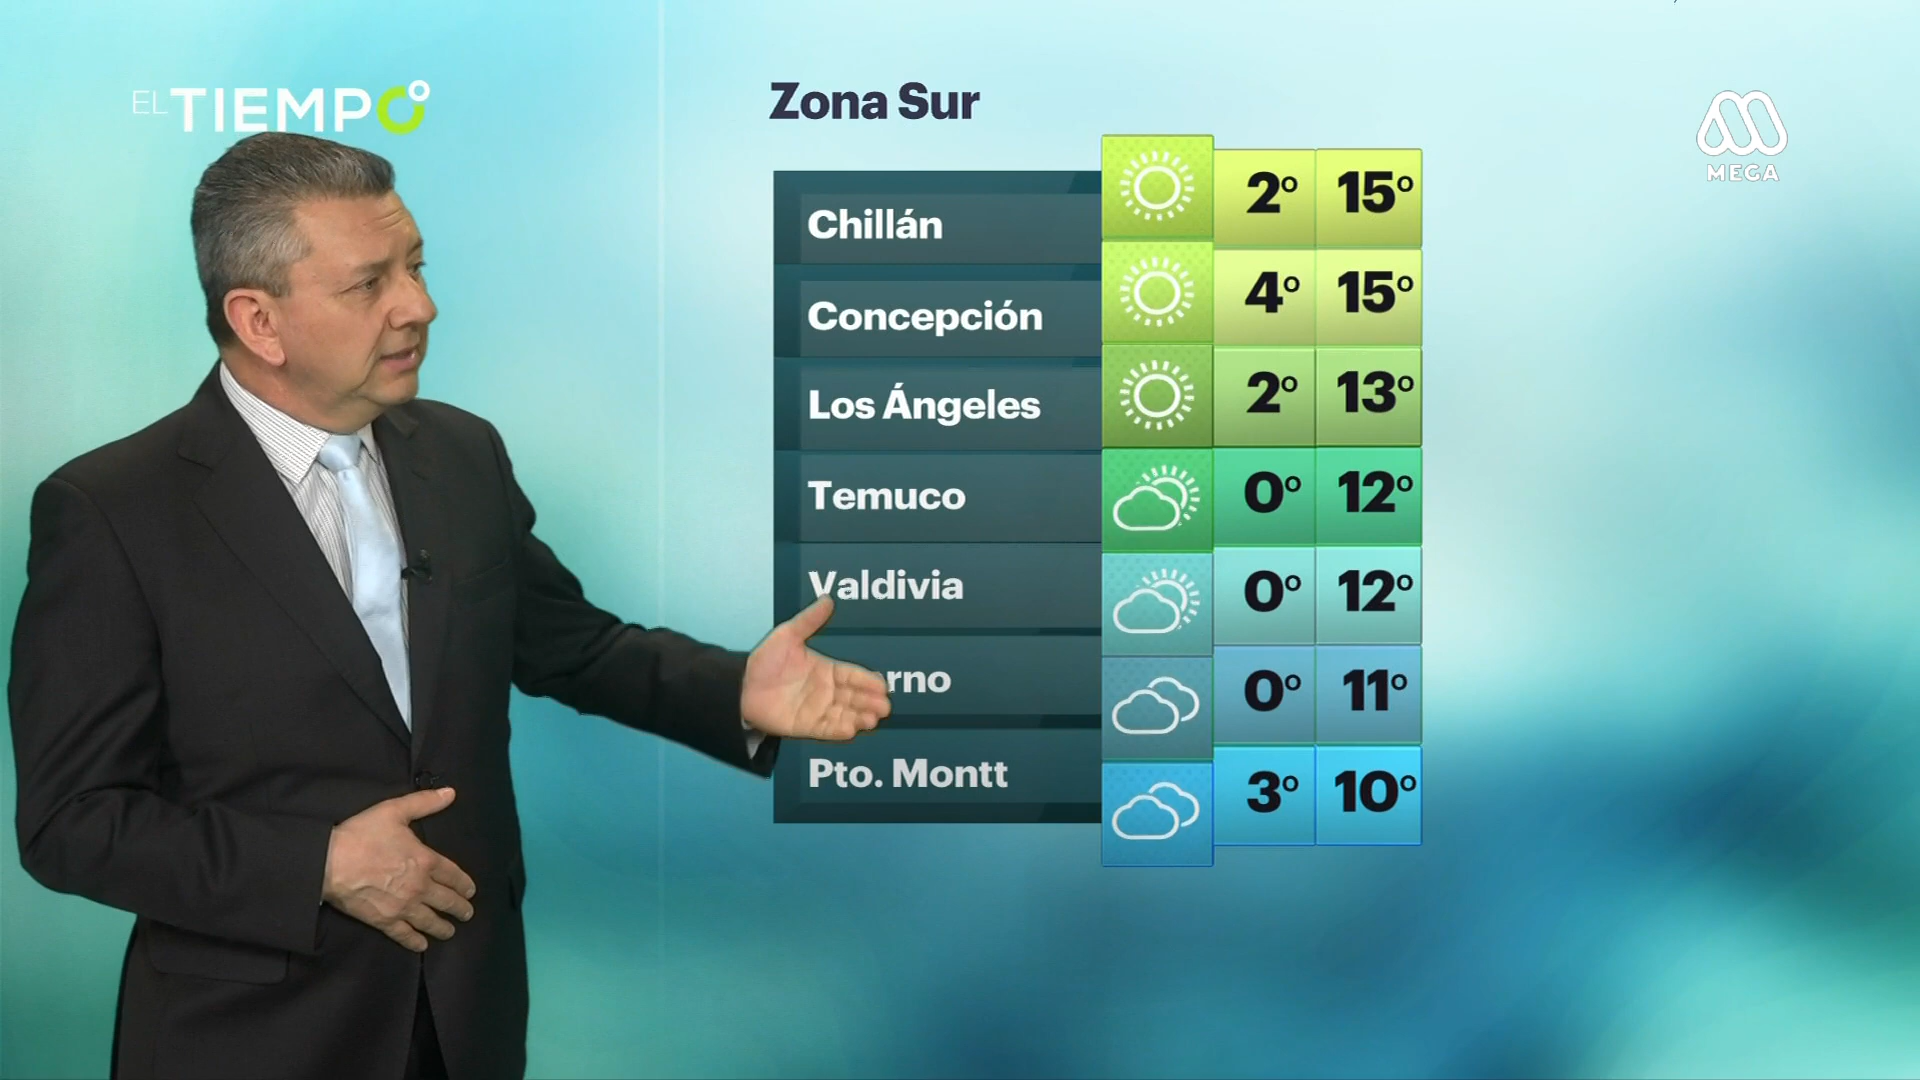 EL TIEMPO
Zona Sur
MEGA
Chillán 2° 15°
Concepción 4° 15°
Los Ángeles 2° 13°
Temuco 0° 12°
Valdivia 0° 12°
rno 0° 11°
Pto. Montt 3° 10°